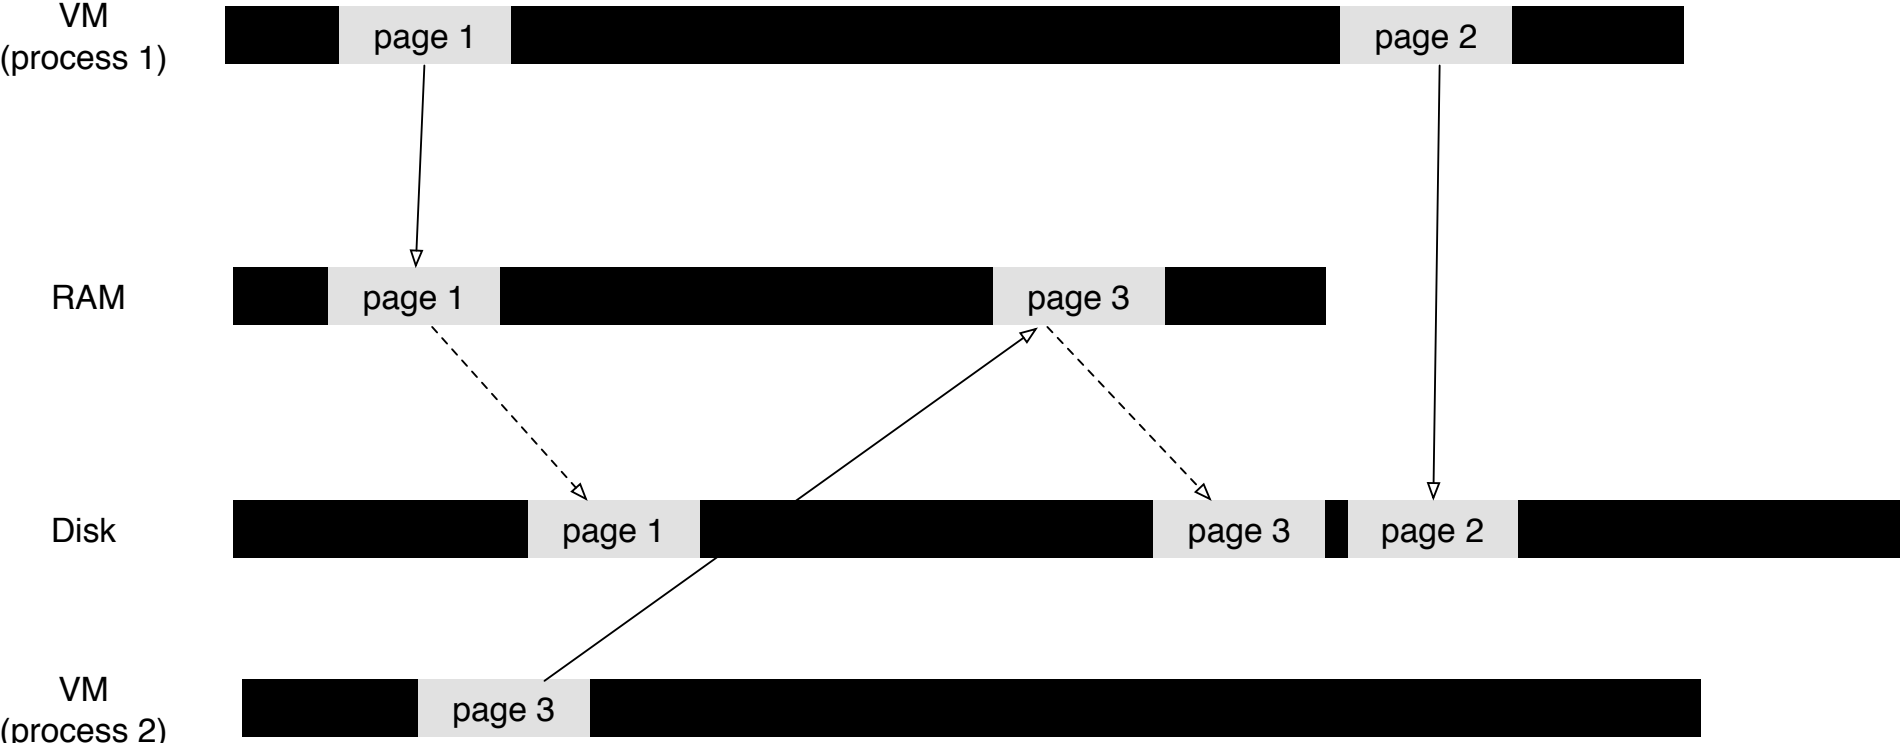 VM
(process 1)
page 1
page 2
RAM
page 1
page 3
Disk
page 1
page 3
page 2
VM
(process 2)
page 3